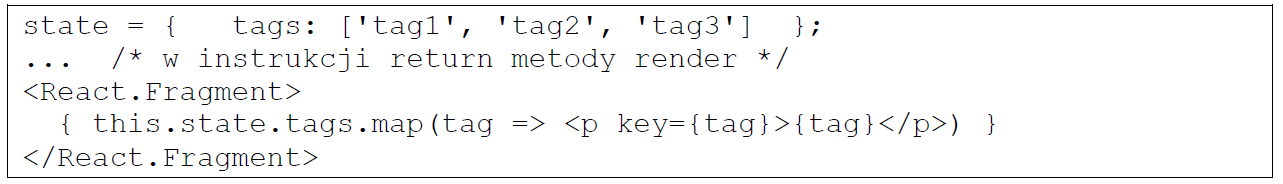 state = {   tags: ['tag1', 'tag2', 'tag3']  };
...  /* w instrukcji return metody render */
<React.Fragment>
  { this.state.tags.map(tag => <p key={tag}>{tag}</p>) }
</React.Fragment>